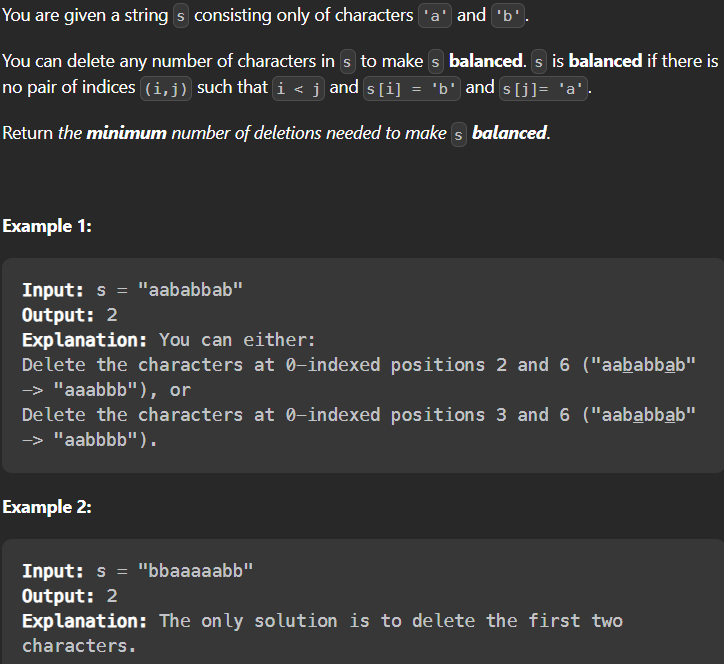 You are given a string s consisting only of characters 'a' and 'b'.
You can delete any number of characters in s to make s balanced. s is balanced if there is
no pair of indices (i,j) such that i < j and s[i] = 'b' and s[j]= 'a'.
Return the minimum number of deletions needed to make s balanced.
Example 1:
Input: s = "aababbab"
Output: 2
Explanation: You can either:
Delete the characters at 0-indexed positions 2 and 6 ("aababbab"
-> "aaabbb"), or
Delete the characters at 0-indexed positions 3 and 6 ("aababbab"
-> "aabbbb").
Example 2:
Input: s = "bbaaaaabb"
Output: 2
Explanation: The only solution is to delete the first two
characters.